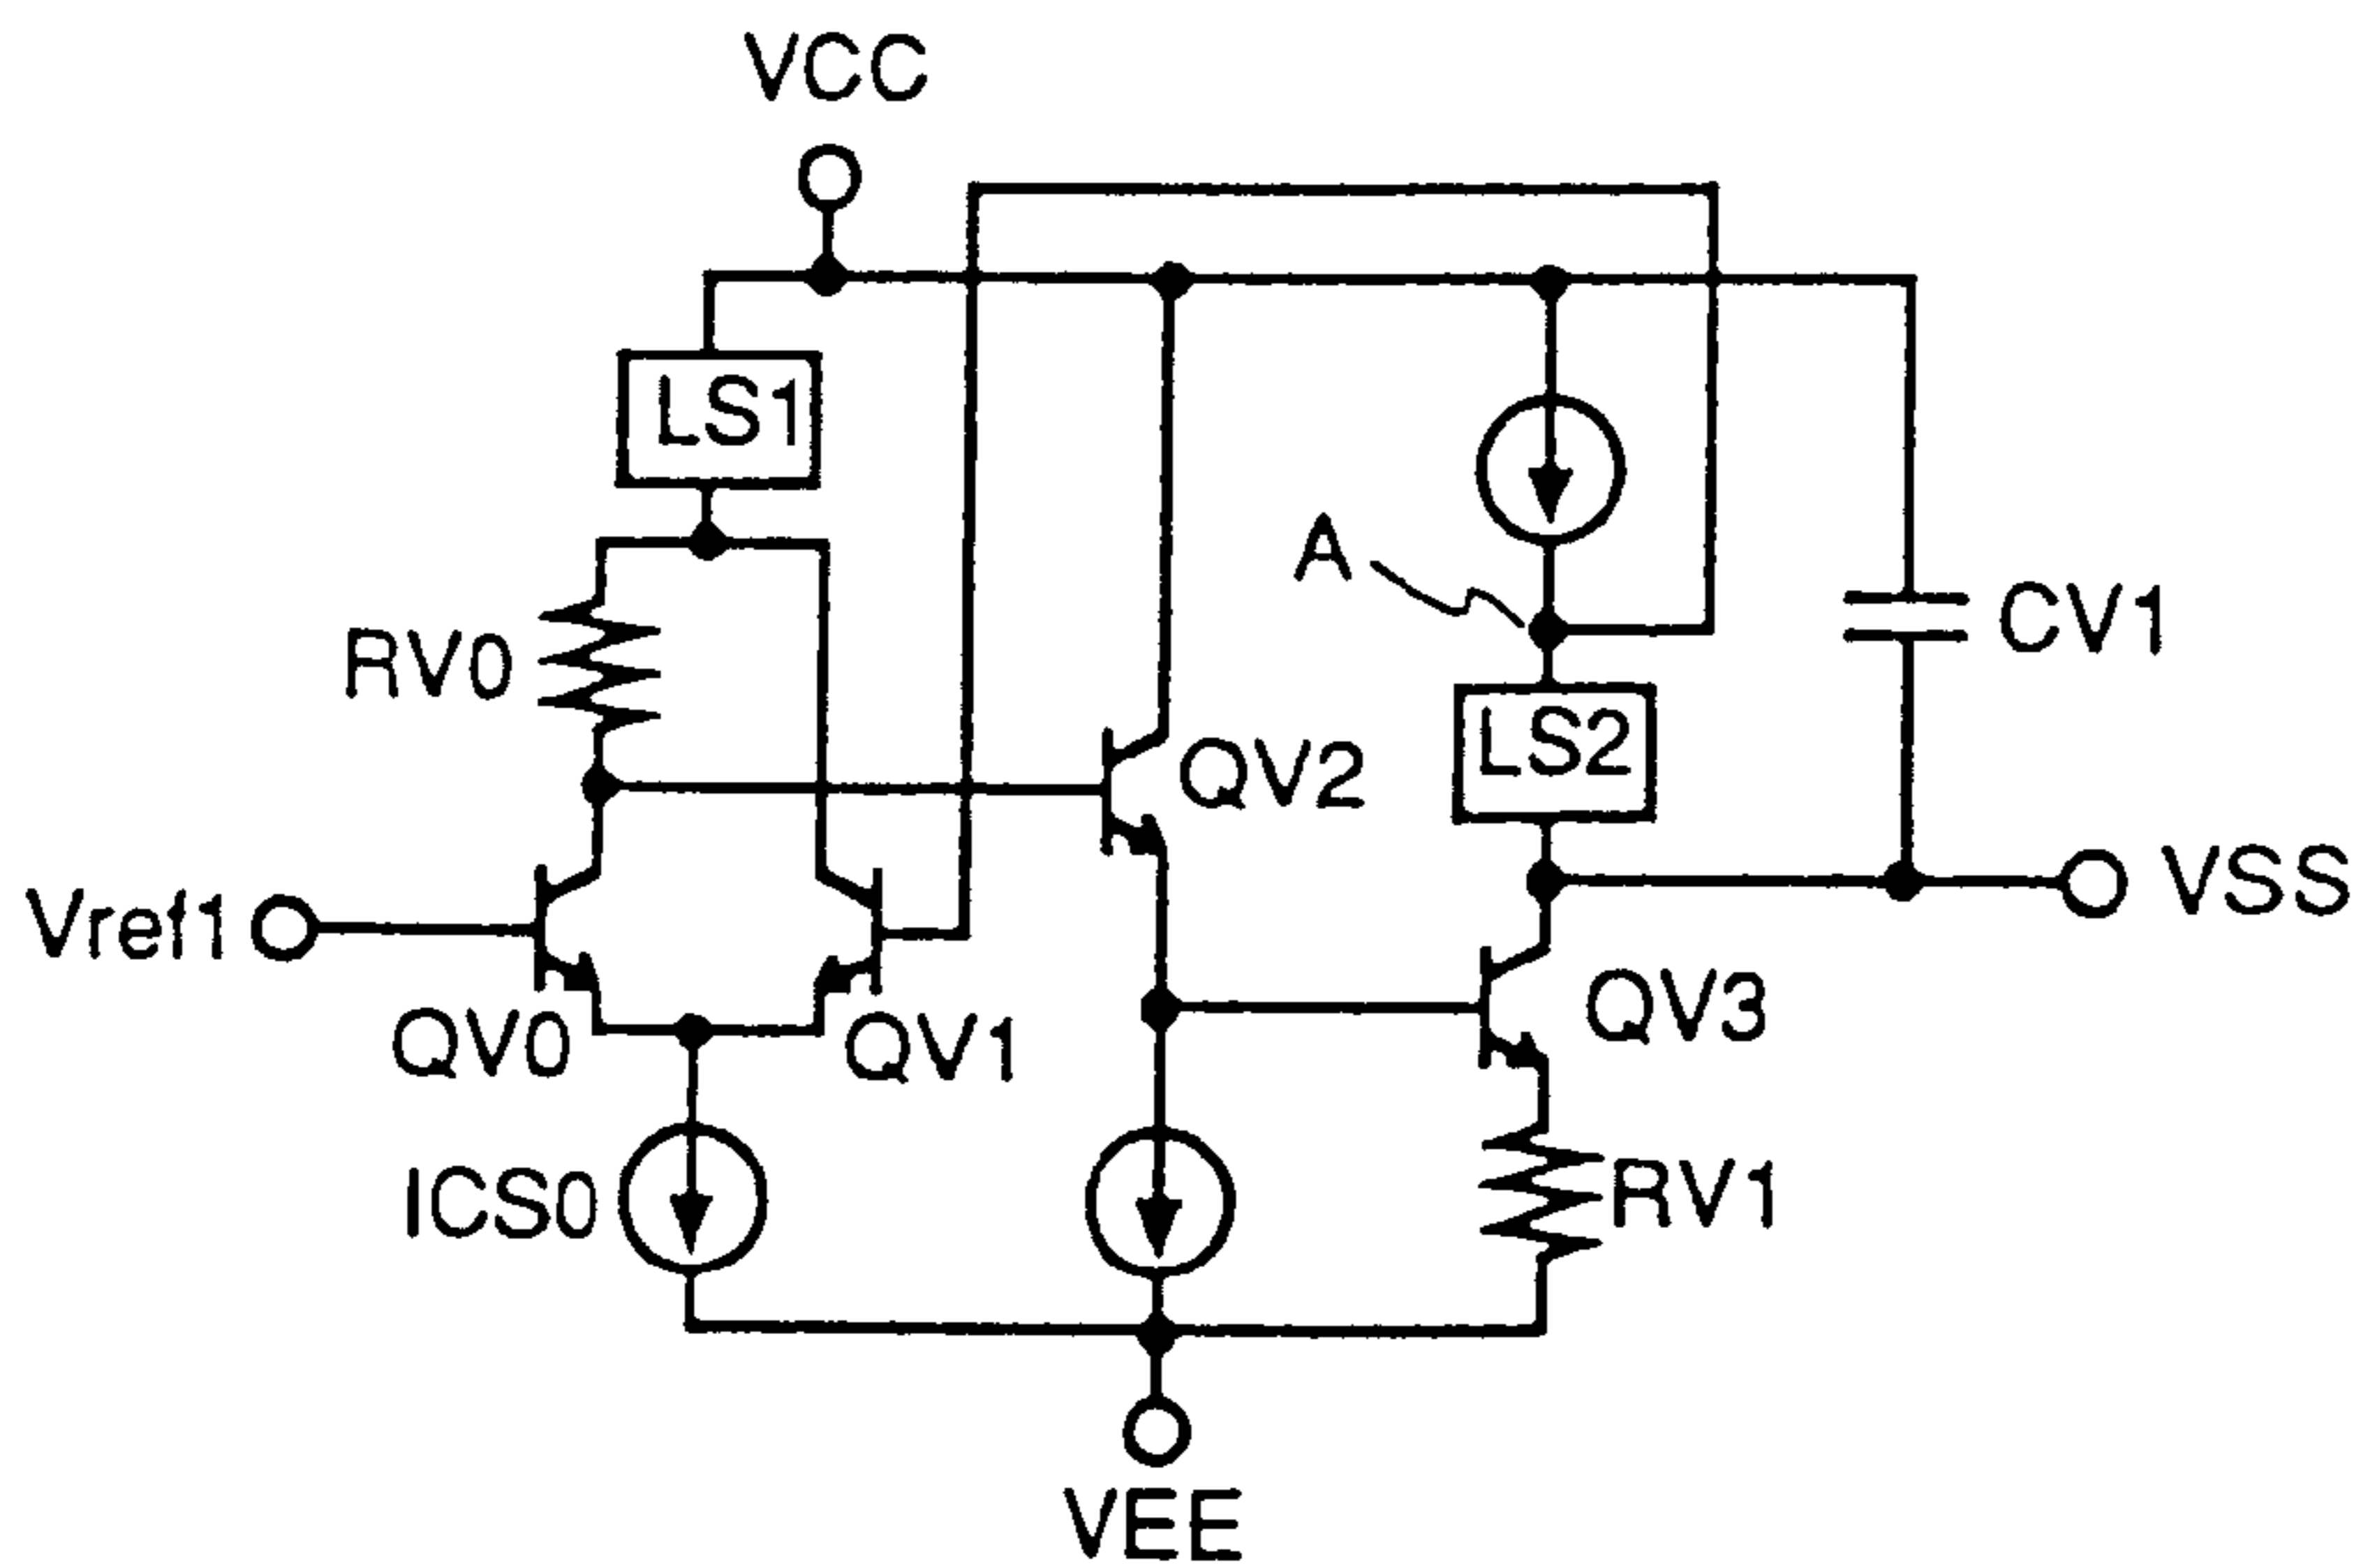 VCC
LS1
A
CV1
RV0
LS2
QV2
Vref1
VSS
QV3
QV0
QV1
ICS0
RV1
VEE